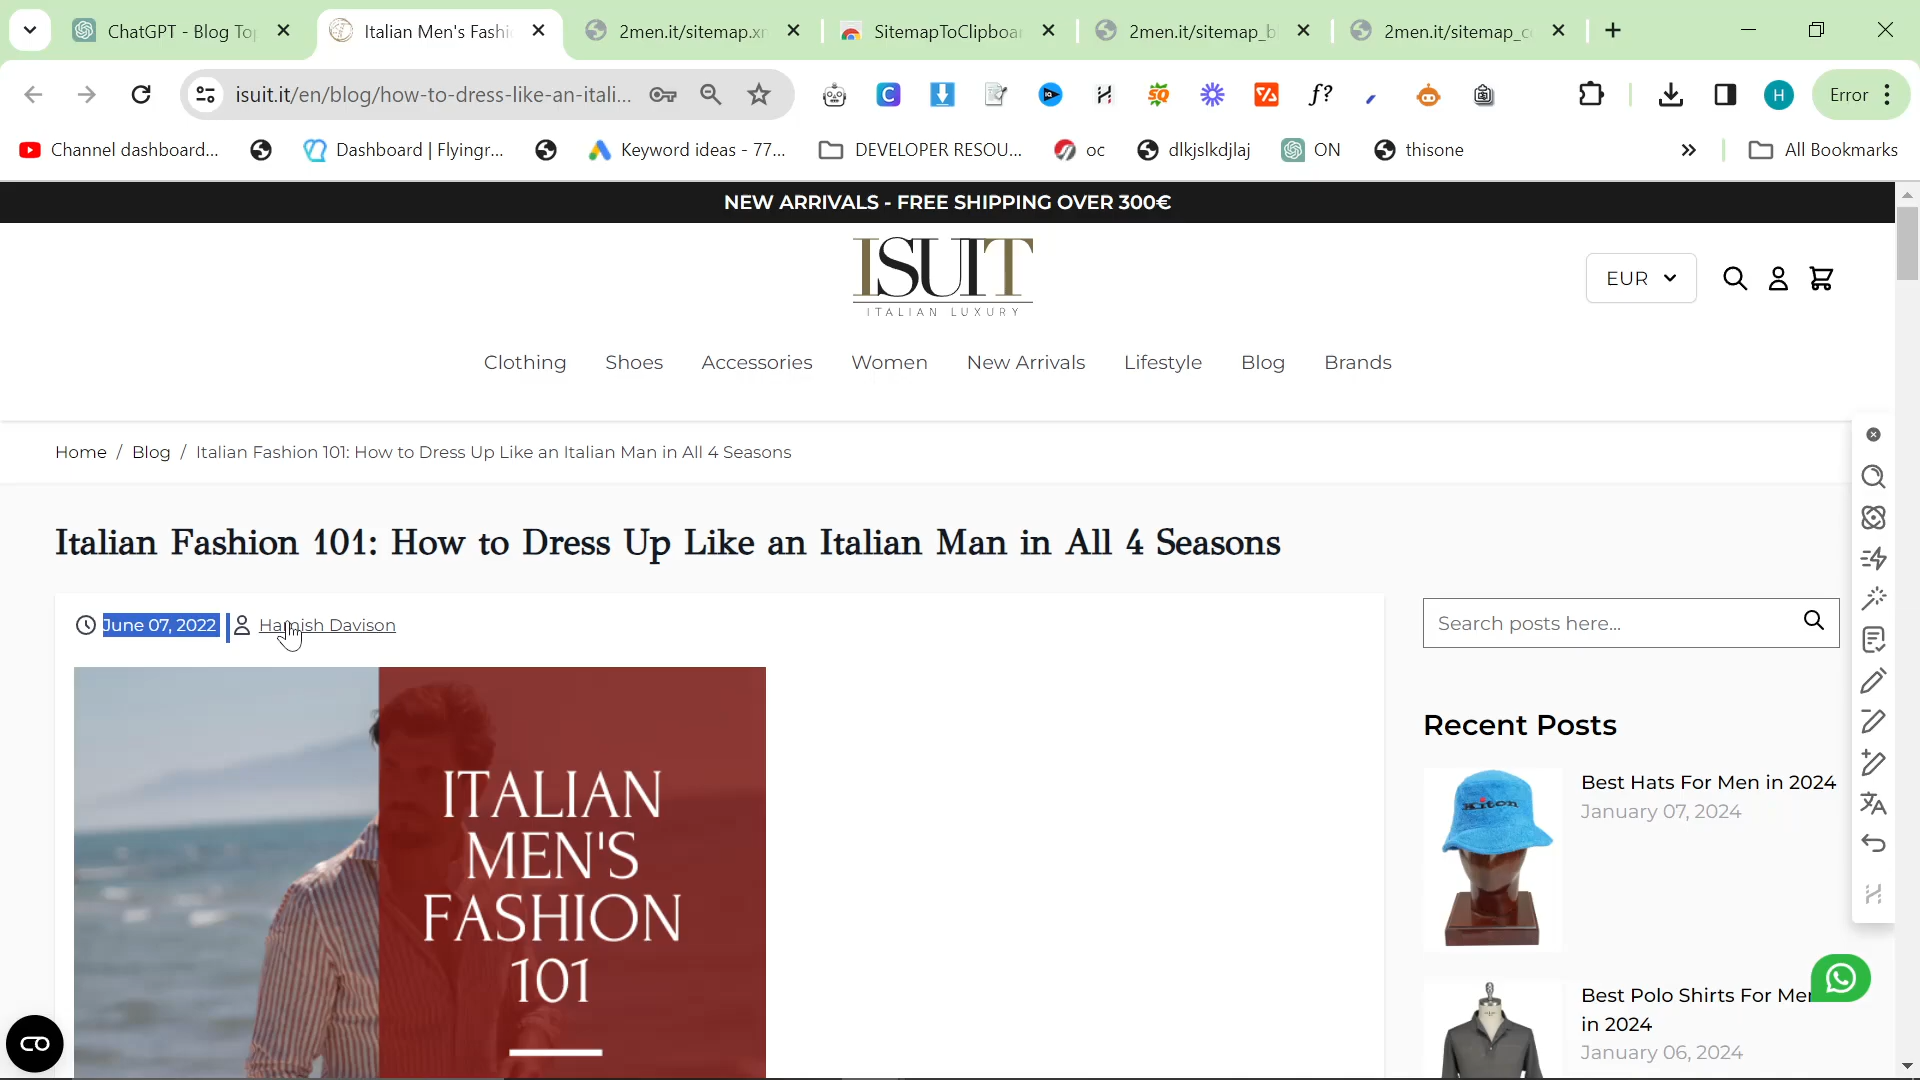 ChatGPT - Blog To
Italian Men's Fashi
2men.it/sitemap.x
SitemapToClipboa
2men.it/sitemap_b
2men.it/sitemap_c
isuit.it/en/blog/how-to-dress-like-an-itali...
Error
H
Channel dashboard...
Dashboard | Flyingr...
Keyword ideas - 77...
DEVELOPER RESOU...
oc
dlkjslkdjlaj
ON
thisone
All Bookmarks
NEW ARRIVALS - FREE SHIPPING OVER 300€
ISUIT
ITALIAN LUXURY
EUR
Clothing Shoes Accessories Women New Arrivals Lifestyle Blog Brands
Home / Blog / Italian Fashion 101: How to Dress Up Like an Italian Man in All 4 Seasons
Italian Fashion 101: How to Dress Up Like an Italian Man in All 4 Seasons
June 07, 2022 Hamish Davison
Search posts here...
ITALIAN
MEN'S
FASHION
101
Recent Posts
Kiton
Best Hats For Men in 2024
January 07, 2024
Best Polo Shirts For Men
in 2024
January 06, 2024